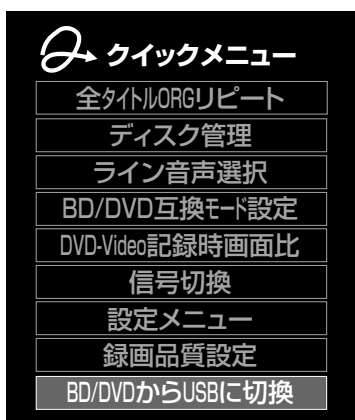 クイックメニュー
全タイトルORGリピート
ディスク管理
ライン音声選択
BD/DVD互換モード設定
DVD-Video記録時画面比
信号切換
設定メニュー
録画品質設定
BD/DVDからUSBに切換